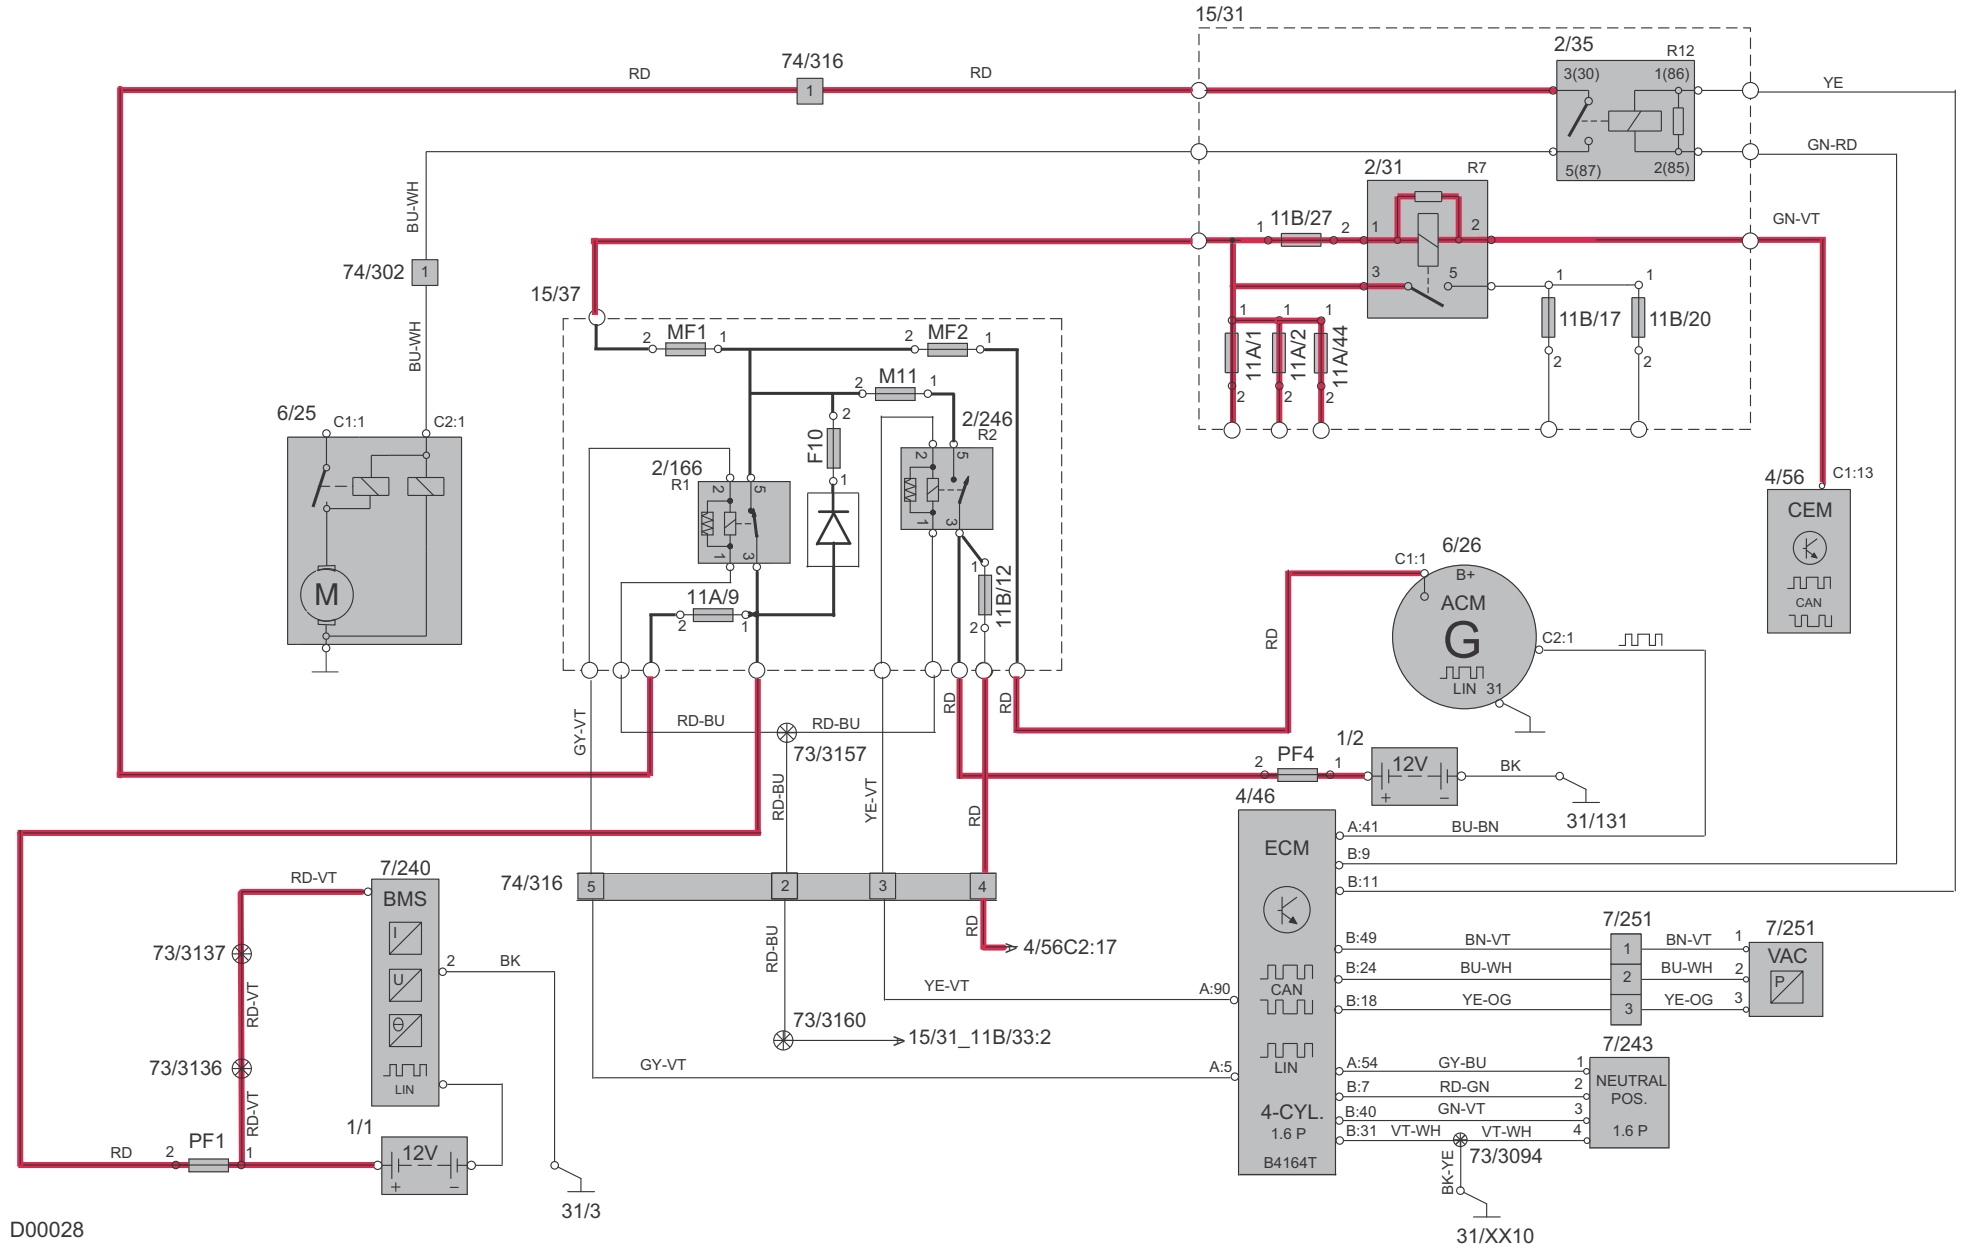 15/31
74/316
2/35
R12
RD
RD
1
3(30)
1(86)
YE
5(87)
2(85)
GN-RD
2/31
R7
BU-WH
11B/27
1
2
1
2
GN-VT
74/302
1
3
5
1
1
15/37
BU-WH
2
MF1
1
2
MF2
1
1
1
1
11A/1
11A/2
11A/44
11B/17
11B/20
2
2
2
2
2
2
M11
1
6/25
C1:1
C2:1
2
F10
1
2/246
R2
2
5
1
3
2/166
R1
2
5
1
3
4/56
C1:13
CEM
CAN
M
11A/9
2
1
1
11B/12
2
6/26
C1:1
B+
ACM
G
LIN
31
C2:1
RD
GY-VT
RD-BU
RD-BU
73/3157
RD
RD
RD-BU
YE-VT
RD
2
PF4
1
1/2
12V
+
–
BK
31/131
4/46
A:41
BU-BN
ECM
B:9
B:11
7/240
RD-VT
BMS
I
U
Θ
LIN
74/316
5
2
3
4
RD
4/56C2:17
73/3137
2
BK
RD-VT
RD-BU
B:49
BN-VT
7/251
1
BN-VT
1
7/251
VAC
P
B:24
BU-WH
2
BU-WH
2
CAN
YE-VT
A:90
B:18
YE-OG
3
YE-OG
3
73/3160
15/31_11B/33:2
73/3136
7/243
GY-VT
A:5
LIN
A:54
GY-BU
1
B:7
RD-GN
2
NEUTRAL
POS.
RD-VT
4-CYL.
B:40
GN-VT
3
1/1
1.6 P
B:31
VT-WH
VT-WH
4
1.6 P
RD
2
PF1
1
12V
+
–
B4164T
73/3094
BK-YE
31/3
D00028
31/XX10